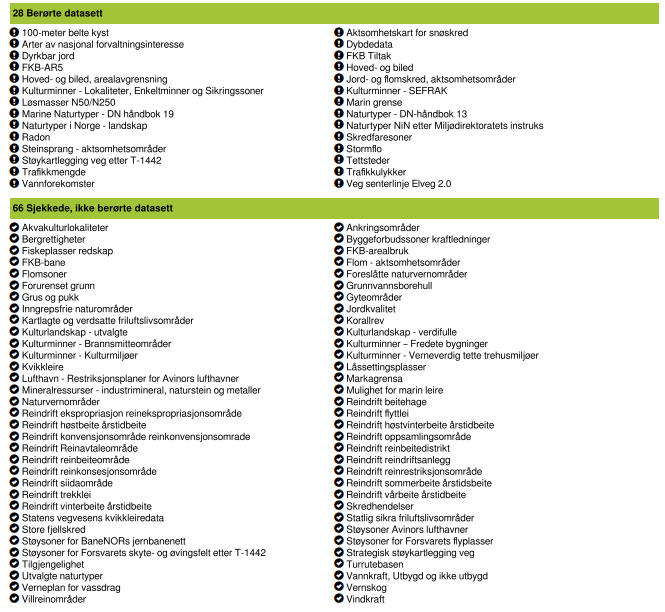 28 Berørte datasett
100-meter belte kyst
Aktsomhetskart for snøskred
Arter av nasjonal forvaltningsinteresse
Dybdedata
Dyrkbar jord
FKB Tiltak
FKB-AR5
Hoved- og biled
Hoved- og biled, arealavgrensning
Jord- og flomskred, aktsomhetsområder
Kulturminner - Lokaliteter, Enkeltminner og Sikringssoner
Kulturminner - SEFRAK
Løsmasser N50/N250
Marin grense
Marine Naturtyper - DN håndbok 19
Naturtyper - DN-håndbok 13
Naturtyper i Norge - landskap
Naturtyper NiN etter Miljødirektoratets instruks
Radon
Skredfaresoner
Steinsprang - aktsomhetsområder
Stormflo
Støykartlegging veg etter T-1442
Tettsteder
Trafikkmengde
Trafikkulykker
Vannforekomster
Veg senterlinje Elveg 2.0
66 Sjekkede, ikke berørte datasett
Akvakulturlokaliteter
Ankringsområder
Bergrettigheter
Byggeforbudssoner kraftledninger
Fiskeplasser redskap
FKB-arealbruk
FKB-bane
Flom - aktsomhetsområder
Flomsoner
Foreslåtte naturvernområder
Forurenset grunn
Grunnvannsborehull
Grus og pukk
Gyteområder
Inngrepsfrie naturområder
Jordkvalitet
Kartlagte og verdsatte friluftslivsområder
Korallrev
Kulturlandskap - utvalgte
Kulturlandskap - verdifulle
Kulturminner - Brannsmitteområder
Kulturminner – Fredete bygninger
Kulturminner - Kulturmiljøer
Kulturminner - Verneverdig tette trehusmiljøer
Kvikkleire
Låssettingsplasser
Lufthavn - Restriksjonsplaner for Avinors lufthavner
Markagrensa
Mineralressurser - industrimineral, naturstein og metaller
Mulighet for marin leire
Naturvernområder
Reindrift beitehage
Reindrift ekspropriasjon reinekspropriasjonsområde
Reindrift flyttlei
Reindrift høstbeite årstidbeite
Reindrift høstvinterbeite årstidbeite
Reindrift konvensjonsområde reinkonvensjonsomrade
Reindrift oppsamlingsområde
Reindrift Reinavtaleområde
Reindrift reinbeitedistrikt
Reindrift reinbeiteområde
Reindrift reindriftsanlegg
Reindrift reinkonsesjonsområde
Reindrift reinrestriksjonsområde
Reindrift siidaområde
Reindrift sommerbeite årstidsbeite
Reindrift trekklei
Reindrift vårbeite årstidbeite
Reindrift vinterbeite årstidbeite
Skredhendelser
Statens vegvesens kvikkleiredata
Statlig sikra friluftslivsområder
Store fjellskred
Støysoner Avinors lufthavner
Støysoner for BaneNORs jernbanenett
Støysoner for Forsvarets flyplasser
Støysoner for Forsvarets skyte- og øvingsfelt etter T-1442
Strategisk støykartlegging veg
Tilgjengelighet
Turrutebasen
Utvalgte naturtyper
Vannkraft, Utbygd og ikke utbygd
Verneplan for vassdrag
Vernskog
Villreinområder
Vindkraft